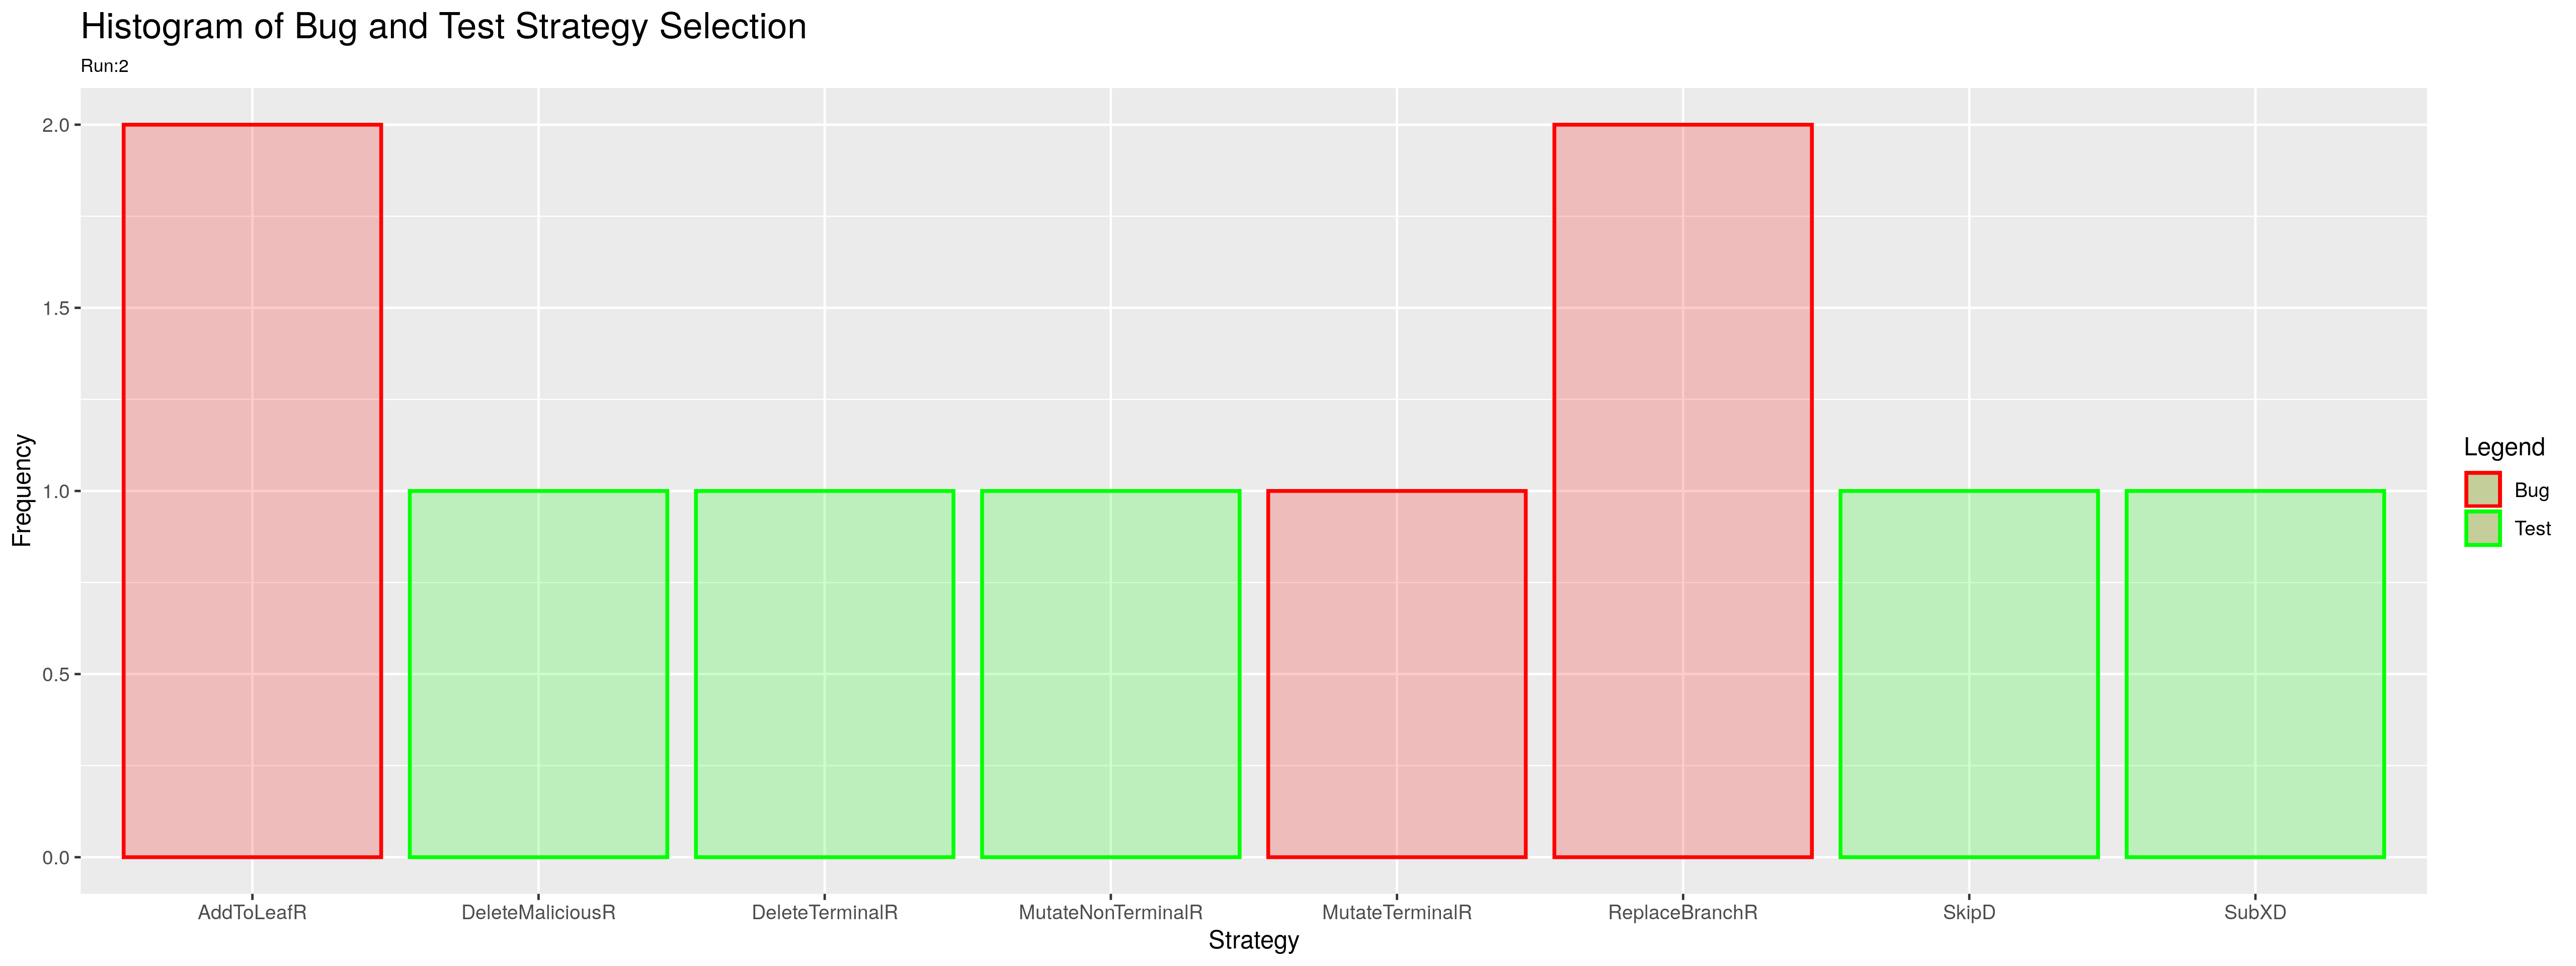 Histogram of Bug and Test Strategy Selection
Run:2
Frequency
2.0
1.5
1.0
0.5
0.0
AddToLeafR DeleteMaliciousR DeleteTerminalR MutateNonTerminalR MutateTerminalR ReplaceBranchR SkipD SubXD
Strategy
Legend
Bug
Test